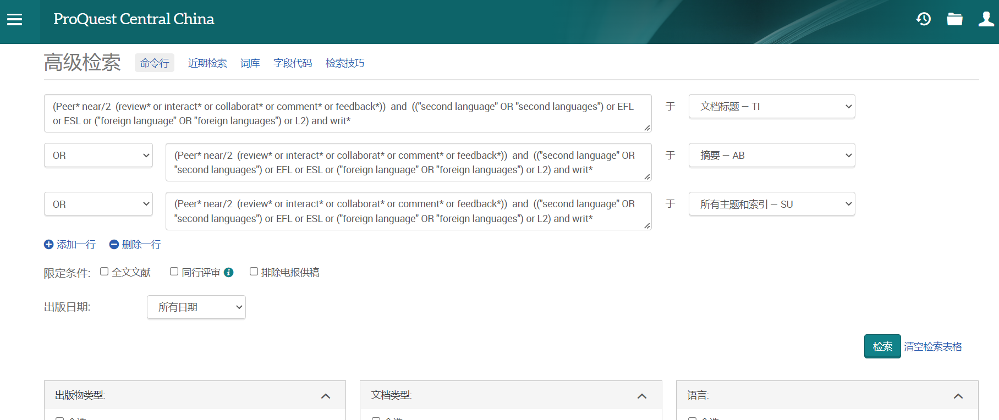 ProQuest Central China
高级检索 命令行 近期检索 词库 字段代码 检索技巧
(Peer* near/2  (review* or interact* or collaborat* or comment* or feedback*))  and  (("second language" OR "second languages") or EFL
or ESL or ("foreign language" OR "foreign languages") or L2) and writ*
于 文档标题 – TI
OR
(Peer* near/2  (review* or interact* or collaborat* or comment* or feedback*))  and  (("second language" OR
"second languages") or EFL or ESL or ("foreign language" OR "foreign languages") or L2) and writ*
于 摘要 – AB
OR
(Peer* near/2  (review* or interact* or collaborat* or comment* or feedback*))  and  (("second language" OR
"second languages") or EFL or ESL or ("foreign language" OR "foreign languages") or L2) and writ*
于 所有主题和索引 – SU
添加一行 删除一行
限定条件: 全文文献 同行评审 i 排除电报供稿
出版日期: 所有日期
检索 清空检索表格
出版物类型: 文档类型: 语言: